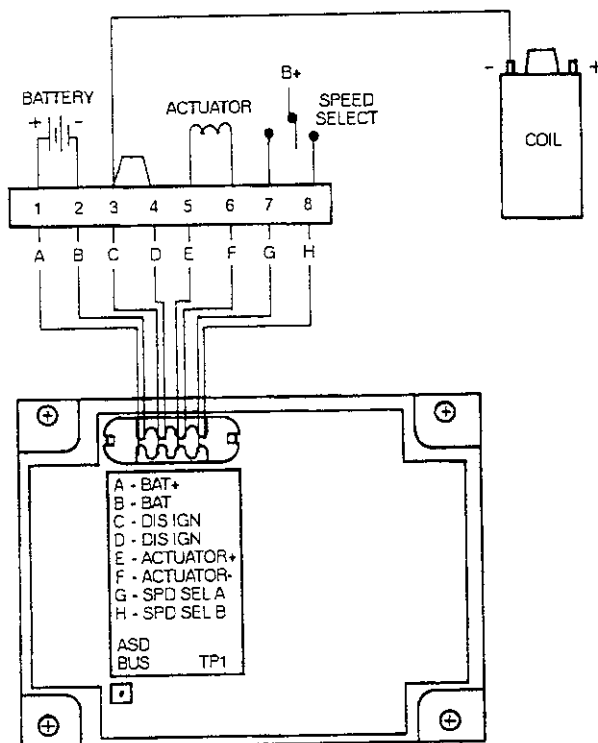 - +
B+
BATTERY
+ -
ACTUATOR
SPEED
SELECT
COIL
1 2 3 4 5 6 7 8
A B C D E F G H
A - BAT+
B - BAT
C - DIS IGN
D - DIS IGN
E - ACTUATOR+
F - ACTUATOR-
G - SPD SEL A
H - SPD SEL B
ASD
BUS TP1